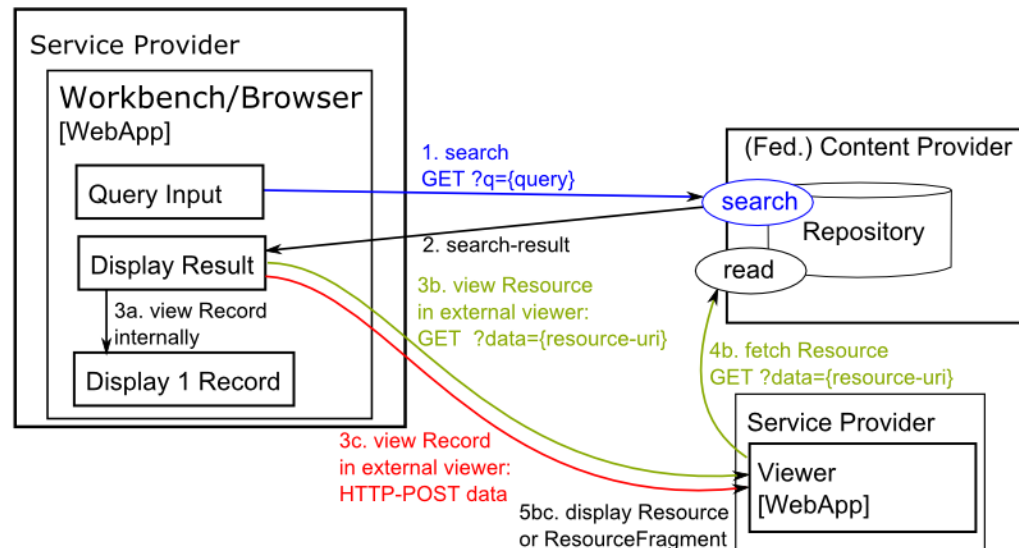 Service Provider
Workbench/Browser
[WebApp]
Query Input
Display Result
3a. view Record
internally
Display 1 Record
1. search
GET ?q={query}
2. search-result
3b. view Resource
in external viewer:
GET ?data={resource-uri}
3c. view Record
in external viewer:
HTTP-POST data
(Fed.) Content Provider
search
Repository
read
4b. fetch Resource
GET ?data={resource-uri}
Service Provider
Viewer
[WebApp]
5bc. display Resource
or ResourceFragment